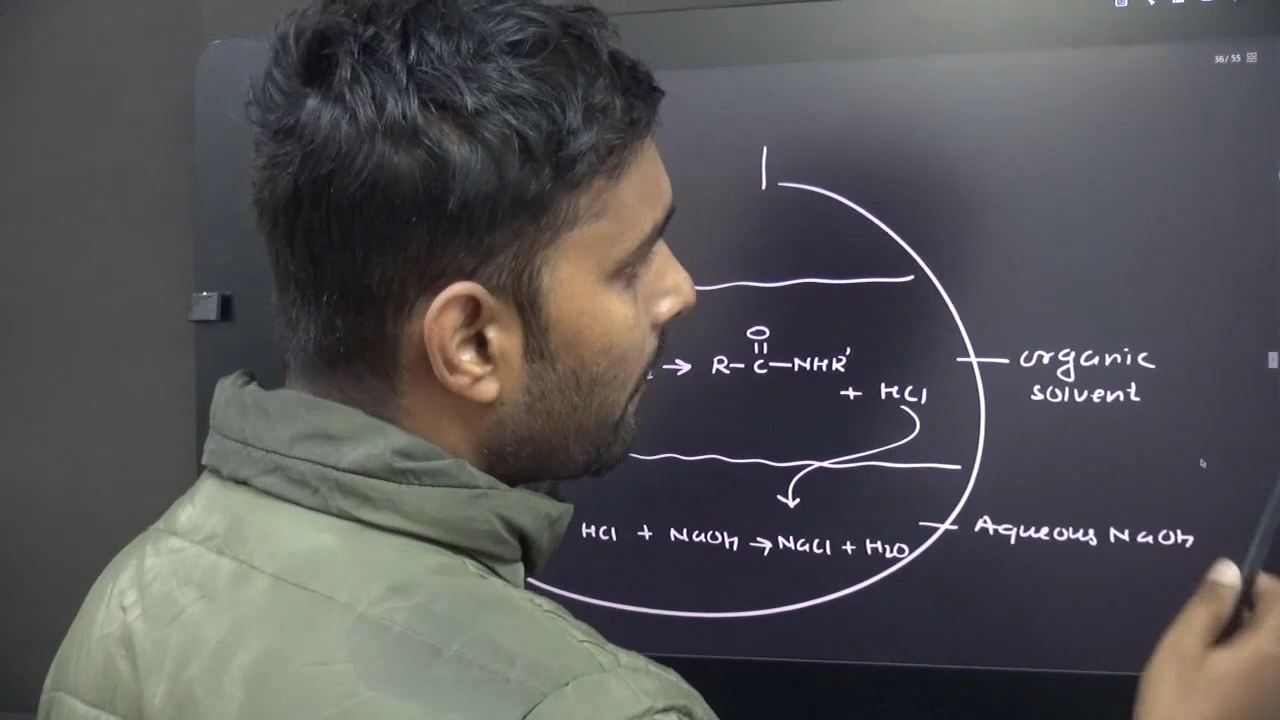 36/55
O
||
→ R-C-NHR'
+ HCl
organic
solvent
HCl + NaOH → NaCl + H2O
Aqueous NaOH